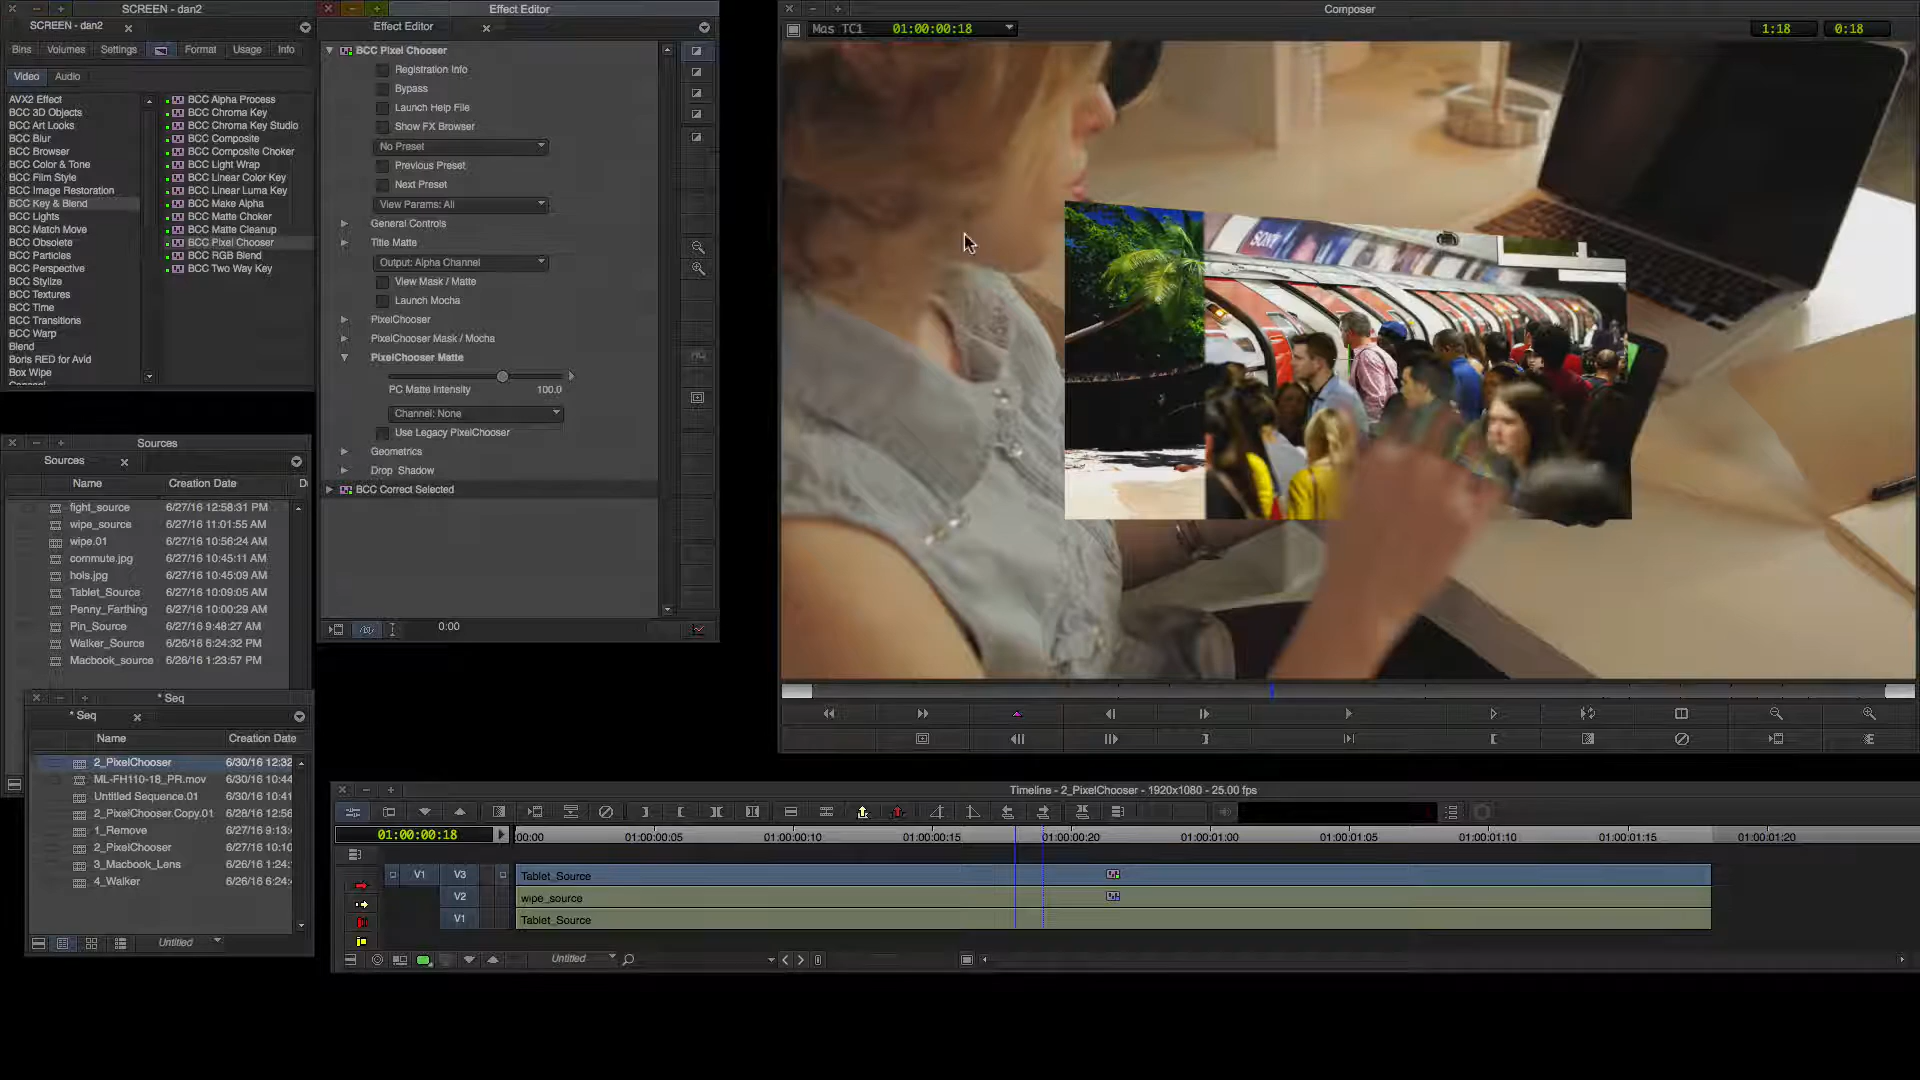 SCREEN - dan2
SCREEN - dan2
Bins Volumes Settings Format Usage Info
Video Audio
AVX2 Effect
BCC 3D Objects
BCC Art Looks
BCC Blur
BCC Browser
BCC Color & Tone
BCC Film Style
BCC Image Restoration
BCC Key & Blend
BCC Lights
BCC Match Move
BCC Obsolete
BCC Particles
BCC Perspective
BCC Stylize
BCC Textures
BCC Time
BCC Transitions
BCC Warp
Blend
Boris RED for Avid
Box Wipe
BCC Alpha Process
BCC Chroma Key
BCC Chroma Key Studio
BCC Composite
BCC Composite Choker
BCC Light Wrap
BCC Linear Color Key
BCC Linear Luma Key
BCC Make Alpha
BCC Matte Choker
BCC Matte Cleanup
BCC Pixel Chooser
BCC RGB Blend
BCC Two Way Key
Effect Editor
Effect Editor
BCC Pixel Chooser
Registration Info
Bypass
Launch Help File
Show FX Browser
No Preset
Previous Preset
Next Preset
View Params: All
General Controls
Title Matte
Output: Alpha Channel
View Mask / Matte
Launch Mocha
PixelChooser
PixelChooser Mask / Mocha
PixelChooser Matte
PC Matte Intensity 100.0
Channel: None
Use Legacy PixelChooser
Geometrics
Drop Shadow
BCC Correct Selected
0:00
Composer
Mas TC1 01:00:00:18 1:18 0:18
SONY
Sources
Sources
Name Creation Date D
fight_source 6/27/16 12:58:31 PM
wipe_source 6/27/16 11:01:55 AM
wipe.01 6/27/16 10:56:24 AM
commute.jpg 6/27/16 10:45:11 AM
hols.jpg 6/27/16 10:45:09 AM
Tablet_Source 6/27/16 10:09:05 AM
Penny_Farthing 6/27/16 10:00:29 AM
Pin_Source 6/27/16 9:48:27 AM
Walker_Source 6/26/16 6:24:32 PM
Macbook_source 6/26/16 1:23:57 PM
* Seq
* Seq
Name Creation Date
2_PixelChooser 6/30/16 12:32
ML-FH110-18_PR.mov 6/30/16 10:44
Untitled Sequence.01 6/30/16 10:41
2_PixelChooser.Copy.01 6/28/16 12:56
1_Remove 6/27/16 9:13:
2_PixelChooser 6/27/16 10:10
3_Macbook_Lens 6/26/16 1:24:
4_Walker 6/26/16 6:24:
Untitled
Timeline - 2_PixelChooser - 1920x1080 - 25.00 fps
01:00:00:18 00:00 01:00:00:05 01:00:00:10 01:00:00:15 01:00:00:20 01:00:01:00 01:00:01:05 01:00:01:10 01:00:01:15 01:00:01:20
V1 V3 Tablet_Source
V2 wipe_source
V1 Tablet_Source
Untitled